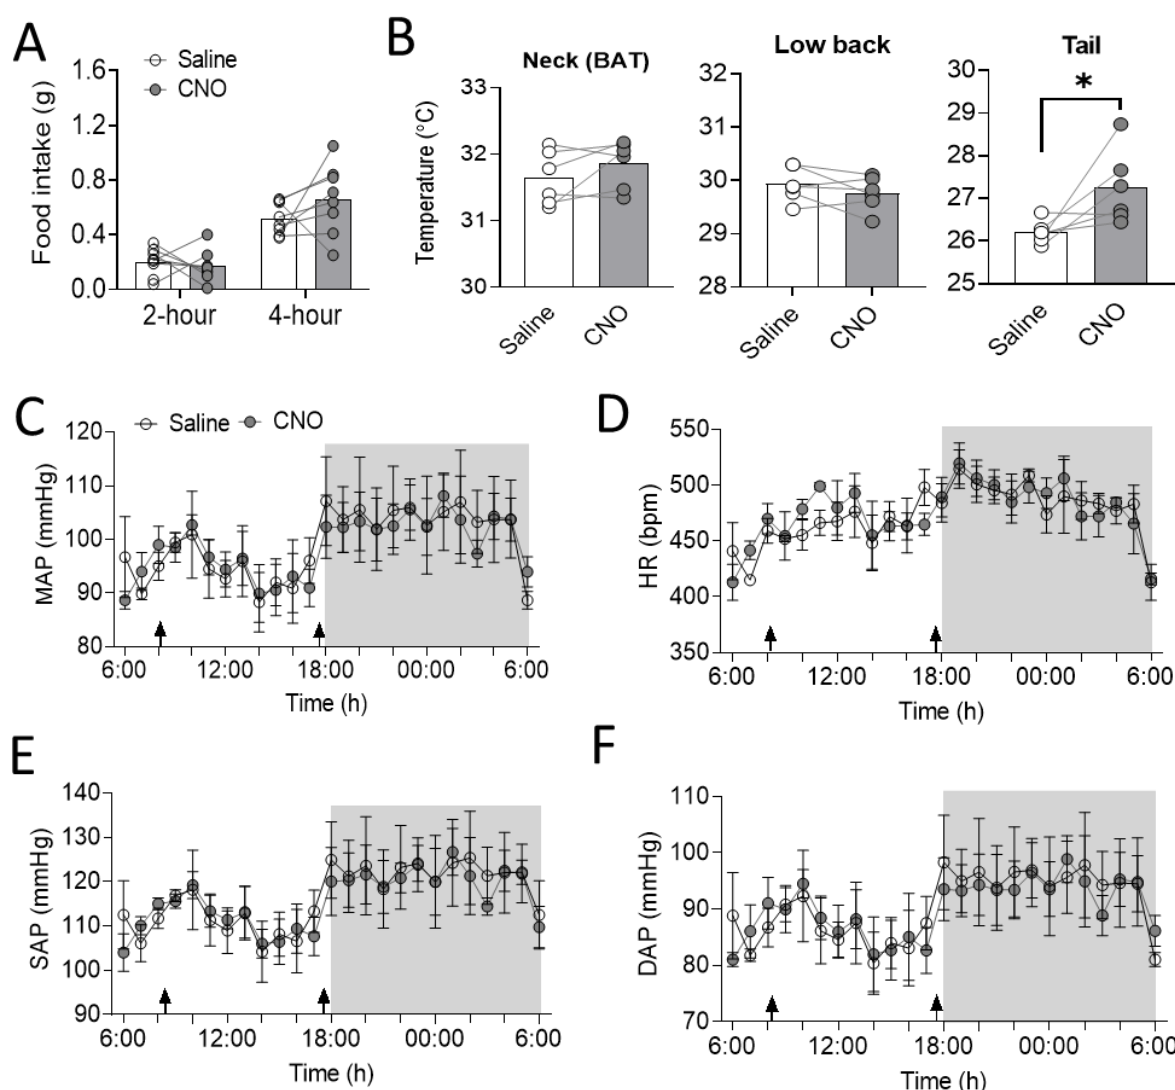 A
Saline
CNO
Food intake (g)
1.6
1.2
0.8
0.4
0.0
2-hour
4-hour
B
Neck (BAT)
Temperature (°C)
33
32
31
30
Saline
CNO
Low back
32
31
30
29
28
Saline
CNO
Tail
30
29
28
27
26
25
*
Saline
CNO
C
Saline
CNO
MAP (mmHg)
120
110
100
90
80
6:00
12:00
18:00
00:00
6:00
Time (h)
D
HR (bpm)
550
500
450
400
350
6:00
12:00
18:00
00:00
6:00
Time (h)
E
SAP (mmHg)
140
130
120
110
100
90
6:00
12:00
18:00
00:00
6:00
Time (h)
F
DAP (mmHg)
110
100
90
80
70
6:00
12:00
18:00
00:00
6:00
Time (h)